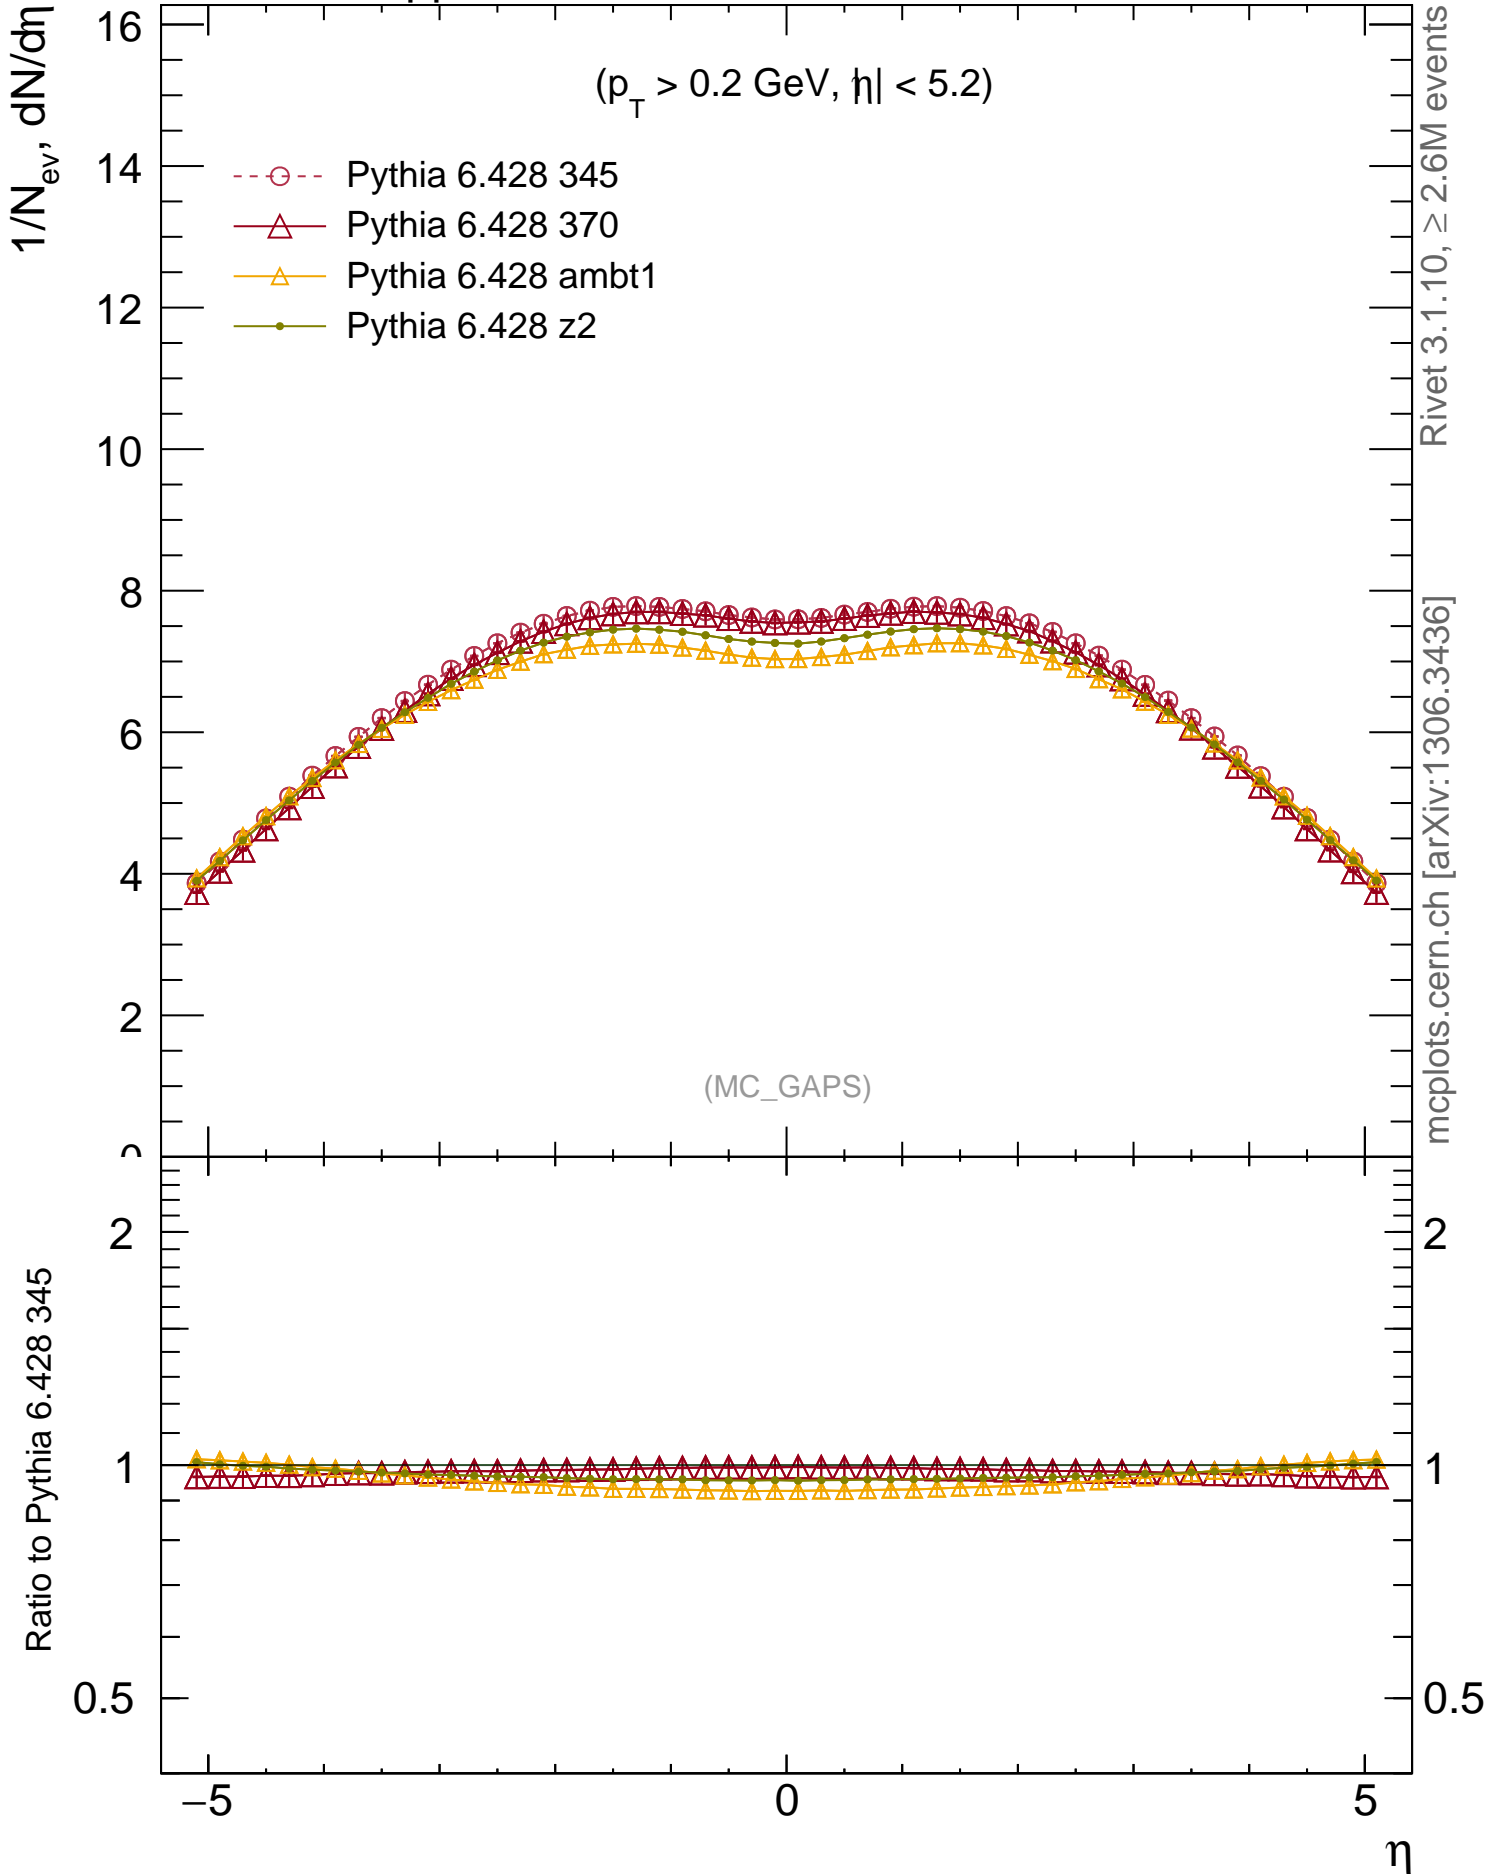 1/N_ev, dN/dη
(p_T > 0.2 GeV, |η| < 5.2)
Pythia 6.428 345
Pythia 6.428 370
Pythia 6.428 ambt1
Pythia 6.428 z2
16
14
12
10
8
6
4
2
0
(MC_GAPS)
Rivet 3.1.10, ≥ 2.6M events
mcplots.cern.ch [arXiv:1306.3436]
Ratio to Pythia 6.428 345
2
1
0.5
2
1
0.5
−5
0
5
η